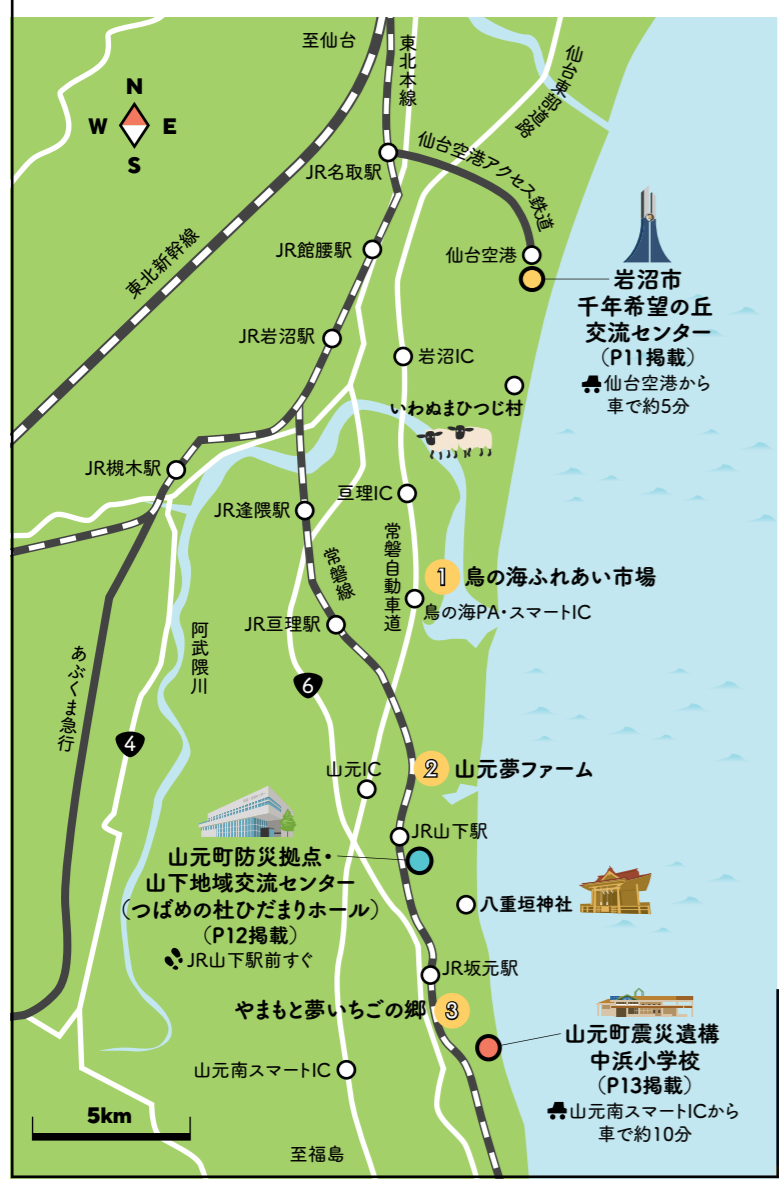 至仙台
東北本線
仙台東部道路
N
W E
S
JR名取駅
仙台空港アクセス鉄道
JR館腰駅
仙台空港
東北新幹線
岩沼市
千年希望の丘
交流センター
(P11掲載)
仙台空港から
車で約5分
JR岩沼駅
岩沼IC
いわぬまひつじ村
JR槻木駅
亘理IC
JR逢隈駅
常磐線
常磐自動車道
1 鳥の海ふれあい市場
鳥の海PA・スマートIC
JR亘理駅
阿武隈川
あぶくま急行
6
4
2 山元夢ファーム
山元IC
JR山下駅
山元町防災拠点・
山下地域交流センター
(つばめの杜ひだまりホール)
(P12掲載)
JR山下駅前すぐ
八重垣神社
JR坂元駅
やまもと夢いちごの郷 3
山元町震災遺構
中浜小学校
(P13掲載)
山元南スマートICから
車で約10分
山元南スマートIC
5km
至福島